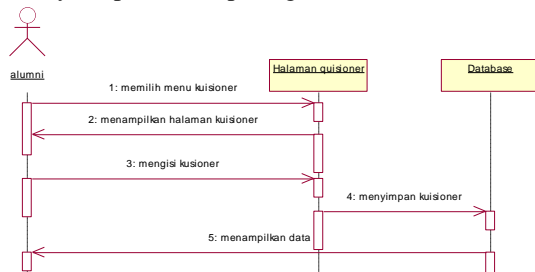 alumni
Halaman quisioner
Database
1: memilih menu kuisioner
2: menampilkan halaman kuisioner
3: mengisi kusioner
4: menyimpan kuisioner
5: menampilkan data